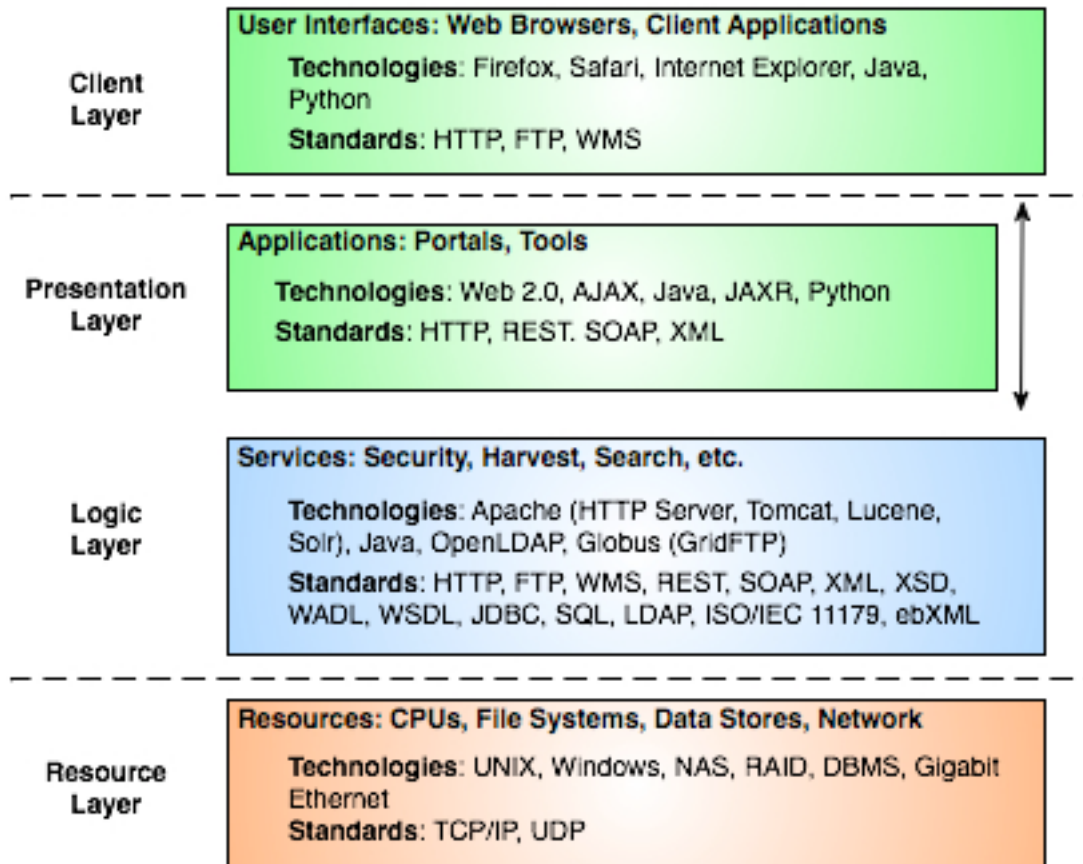 Client
Layer
User Interfaces: Web Browsers, Client Applications
Technologies: Firefox, Safari, Internet Explorer, Java,
Python
Standards: HTTP, FTP, WMS
Presentation
Layer
Applications: Portals, Tools
Technologies: Web 2.0, AJAX, Java, JAXR, Python
Standards: HTTP, REST. SOAP, XML
Logic
Layer
Services: Security, Harvest, Search, etc.
Technologies: Apache (HTTP Server, Tomcat, Lucene,
Solr), Java, OpenLDAP, Globus (GridFTP)
Standards: HTTP, FTP, WMS, REST, SOAP, XML, XSD,
WADL, WSDL, JDBC, SQL, LDAP, ISO/IEC 11179, ebXML
Resource
Layer
Resources: CPUs, File Systems, Data Stores, Network
Technologies: UNIX, Windows, NAS, RAID, DBMS, Gigabit
Ethernet
Standards: TCP/IP, UDP